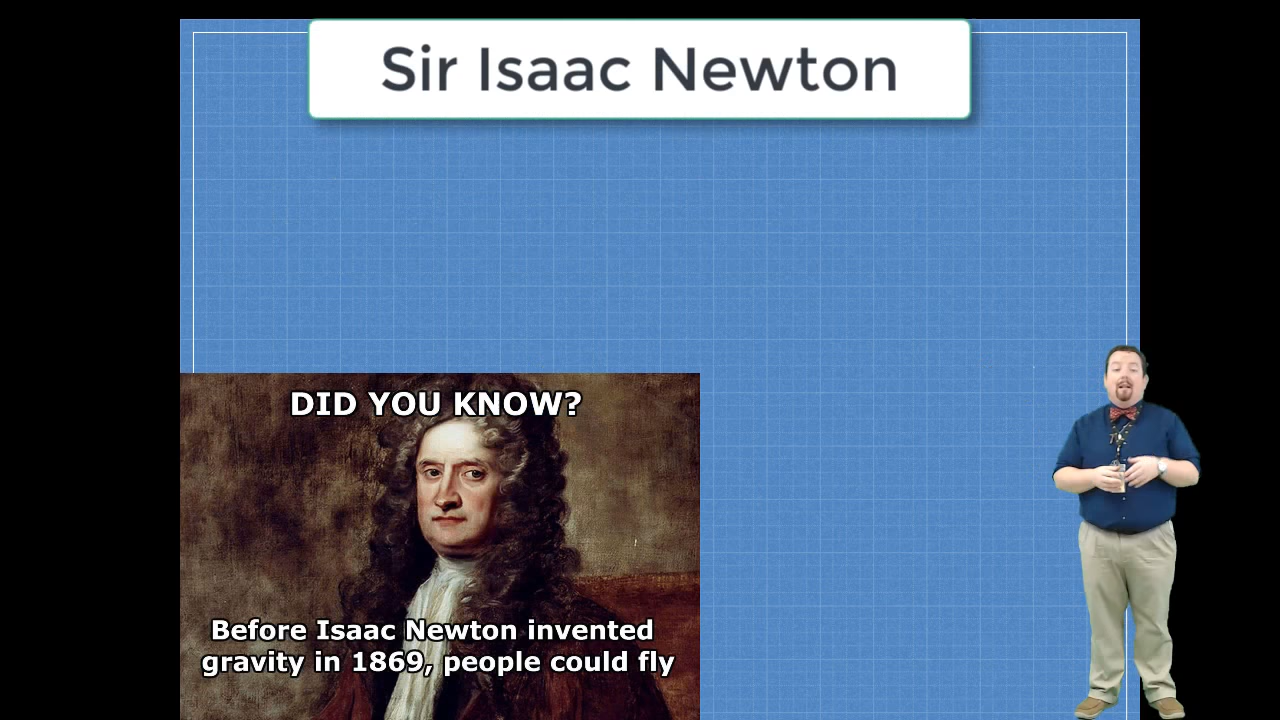 Sir Isaac Newton
DID YOU KNOW?
Before Isaac Newton invented
gravity in 1869, people could fly